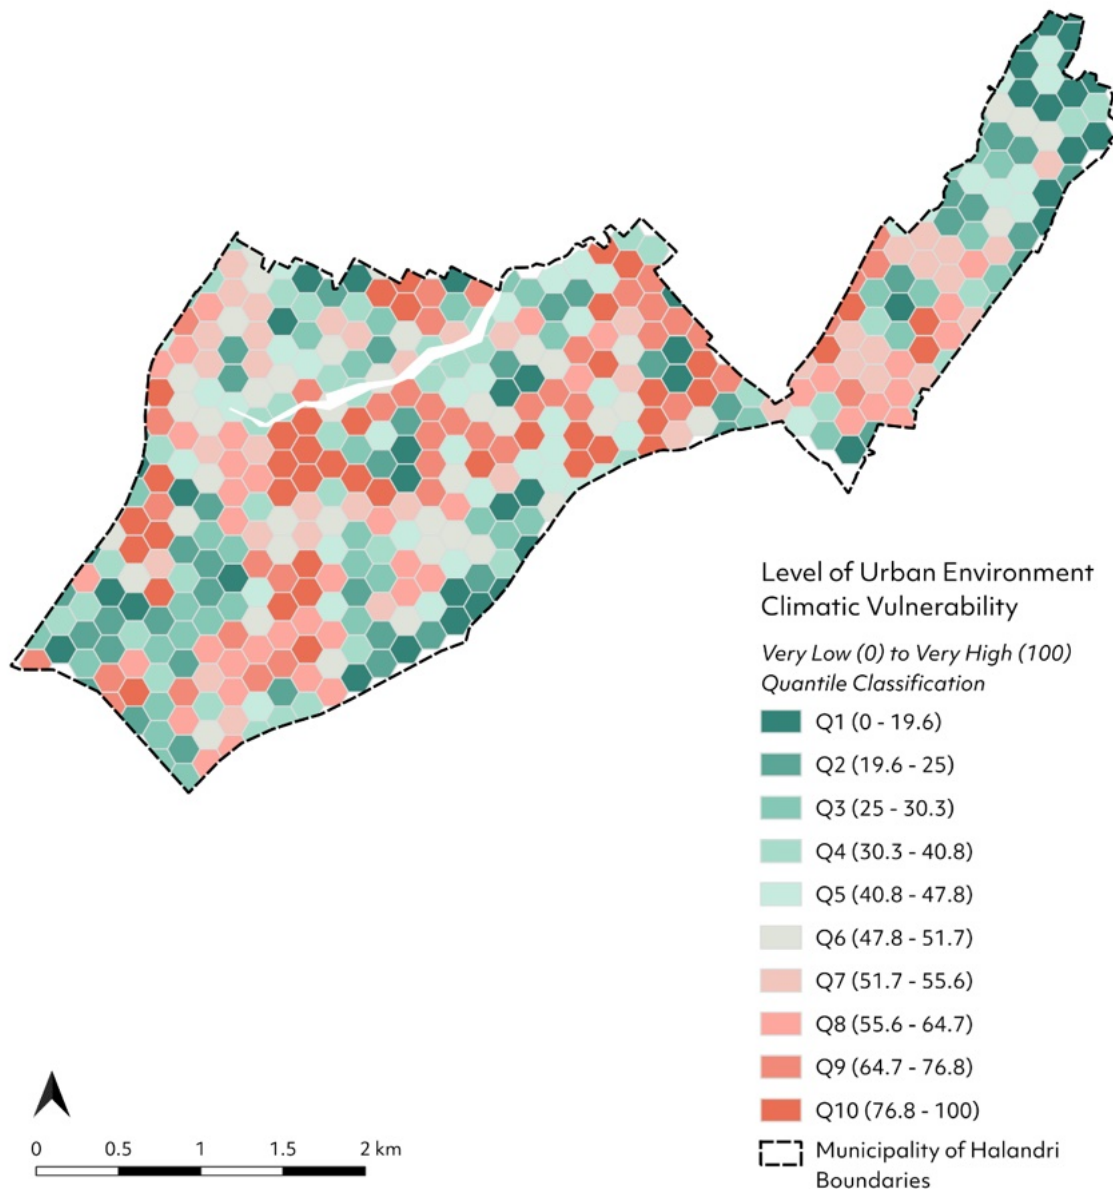 Level of Urban Environment
Climatic Vulnerability
Very Low (0) to Very High (100)
Quantile Classification
Q1 (0 - 19.6)
Q2 (19.6 - 25)
Q3 (25 - 30.3)
Q4 (30.3 - 40.8)
Q5 (40.8 - 47.8)
Q6 (47.8 - 51.7)
Q7 (51.7 - 55.6)
Q8 (55.6 - 64.7)
Q9 (64.7 - 76.8)
Q10 (76.8 - 100)
Municipality of Halandri
Boundaries
0 0.5 1 1.5 2 km